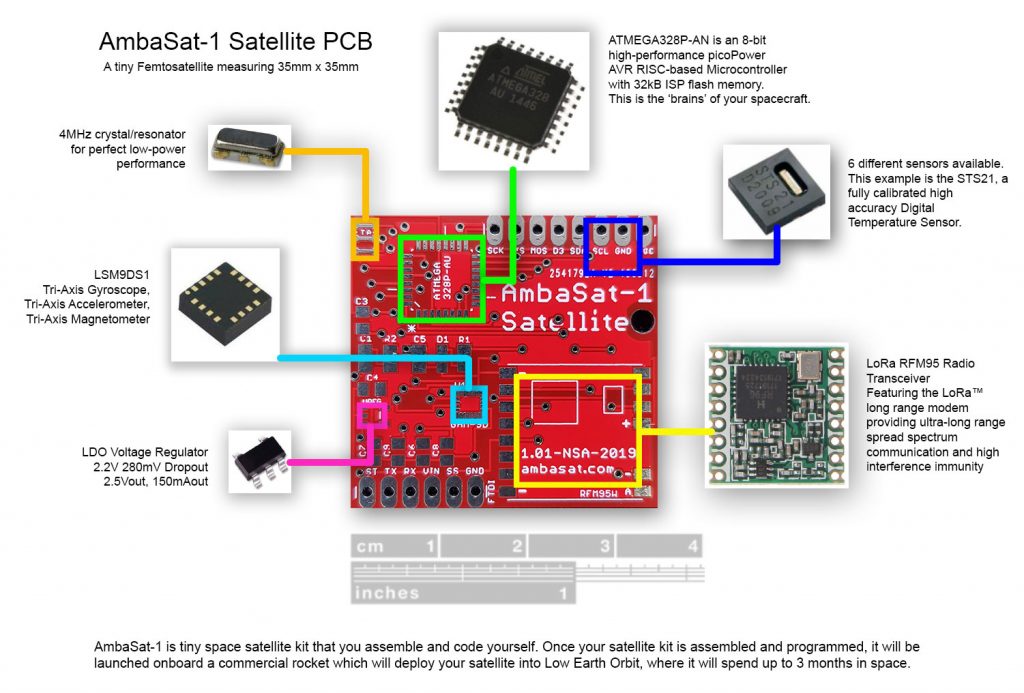 AmbaSat-1 Satellite PCB
A tiny Femtosatellite measuring 35mm x 35mm
ATMEGA328P-AN is an 8-bit
high-performance picoPower
AVR RISC-based Microcontroller
with 32kB ISP flash memory.
This is the ‘brains’ of your spacecraft.
ATMEL
ATMEGA328
AU 1446
4MHz crystal/resonator
for perfect low-power
performance
6 different sensors available.
This example is the STS21, a
fully calibrated high
accuracy Digital
Temperature Sensor.
STS21
LSM9DS1
Tri-Axis Gyroscope,
Tri-Axis Accelerometer,
Tri-Axis Magnetometer
SCK MOS D3 SCL GND
ATMEGA
328P-AU
AmbaSat-1
Satellite
C3
C1 R2 C5 D1 R1
C4
C7 C6 C9 C8
1.01-NSA-2019
ambasat.com
RFM95W A
ST TX RX VIN SS GND
FTDI
LoRa RFM95 Radio
Transceiver
Featuring the LoRa™
long range modem
providing ultra-long range
spread spectrum
communication and high
interference immunity
LDO Voltage Regulator
2.2V 280mV Dropout
2.5Vout, 150mAout
cm 1 2 3 4
inches 1
AmbaSat-1 is tiny space satellite kit that you assemble and code yourself. Once your satellite kit is assembled and programmed, it will be
launched onboard a commercial rocket which will deploy your satellite into Low Earth Orbit, where it will spend up to 3 months in space.